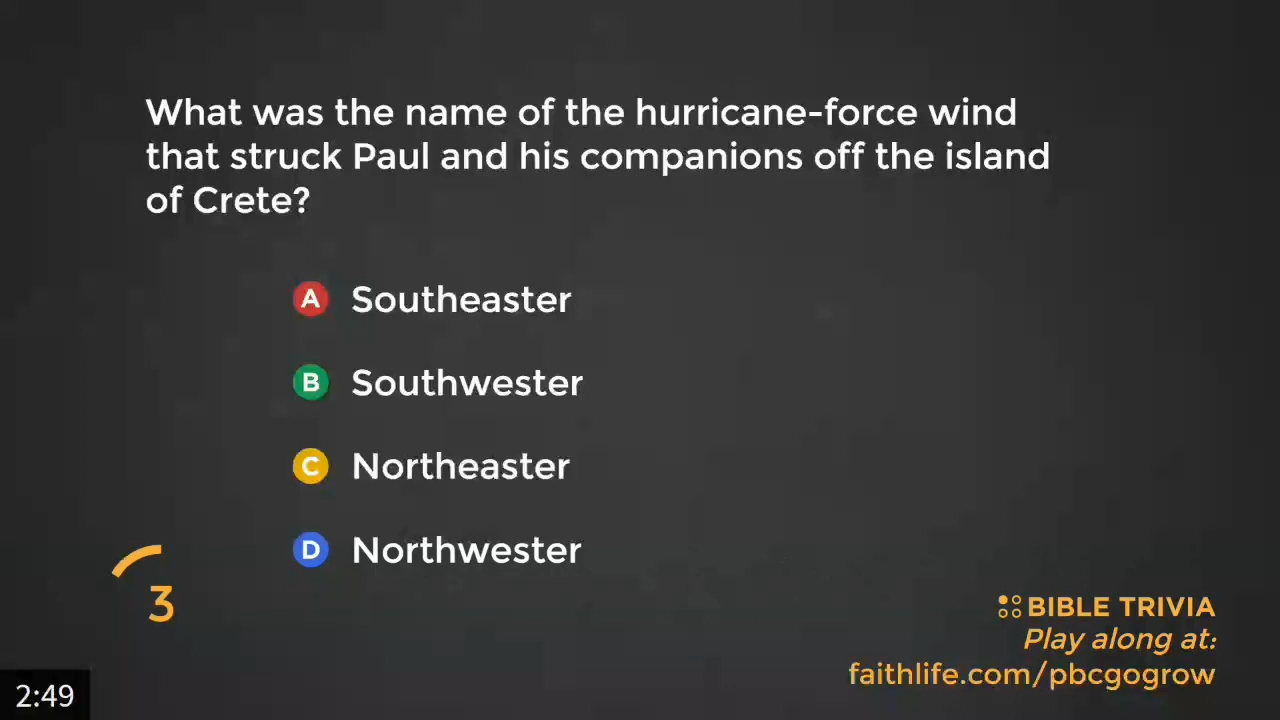 What was the name of the hurricane-force wind
that struck Paul and his companions off the island
of Crete?
A Southeaster
B Southwester
C Northeaster
D Northwester
3
BIBLE TRIVIA
Play along at:
faithlife.com/pbcgogrow
2:49